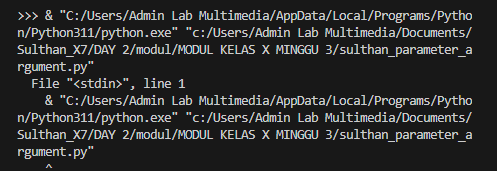 >>> & "C:/Users/Admin Lab Multimedia/AppData/Local/Programs/Pytho
n/Python311/python.exe" "c:/Users/Admin Lab Multimedia/Documents/
Sulthan_X7/DAY 2/modul/MODUL KELAS X MINGGU 3/sulthan_parameter_a
rgument.py"
  File "<stdin>", line 1
    & "C:/Users/Admin Lab Multimedia/AppData/Local/Programs/Pytho
n/Python311/python.exe" "c:/Users/Admin Lab Multimedia/Documents/
Sulthan_X7/DAY 2/modul/MODUL KELAS X MINGGU 3/sulthan_parameter_a
rgument.py"
    ^